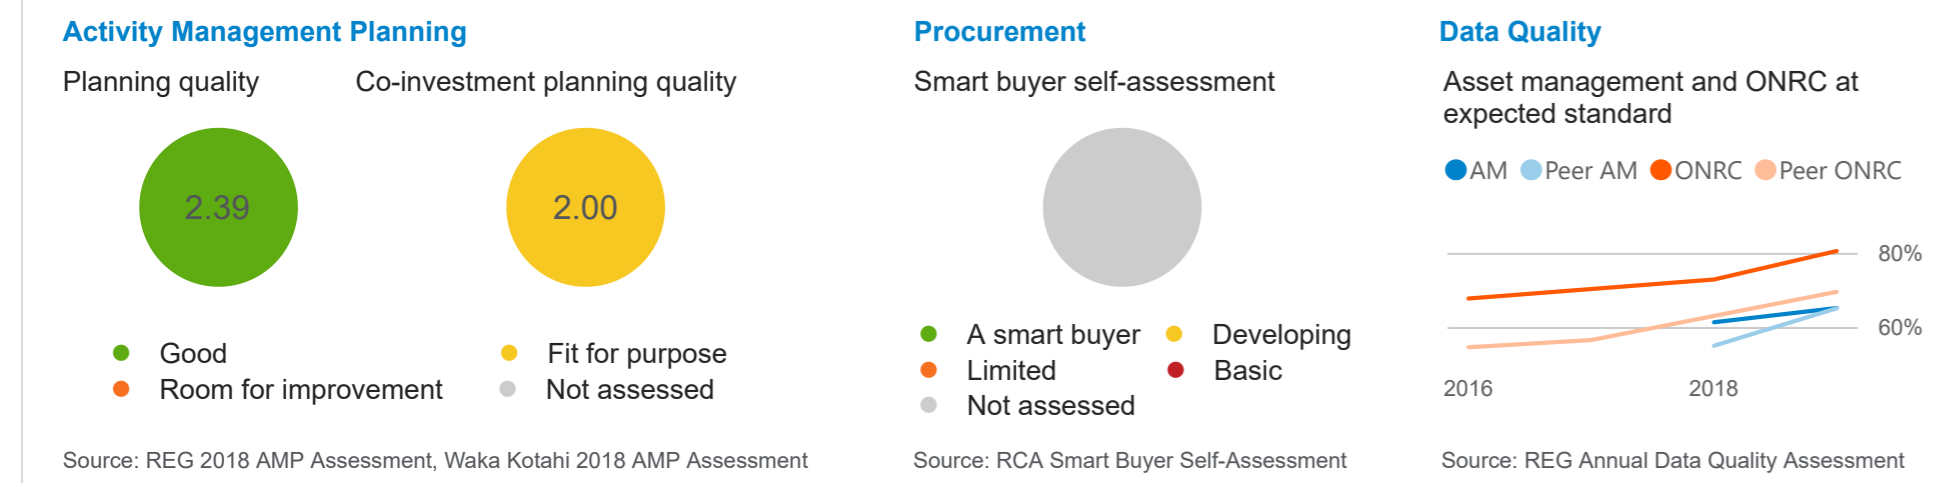 Activity Management Planning
Planning quality
Co-investment planning quality
2.39
2.00
Good
Fit for purpose
Room for improvement
Not assessed
Source: REG 2018 AMP Assessment, Waka Kotahi 2018 AMP Assessment
Procurement
Smart buyer self-assessment
A smart buyer
Developing
Limited
Basic
Not assessed
Source: RCA Smart Buyer Self-Assessment
Data Quality
Asset management and ONRC at
expected standard
AM Peer AM ONRC Peer ONRC
80%
60%
2016 2018
Source: REG Annual Data Quality Assessment